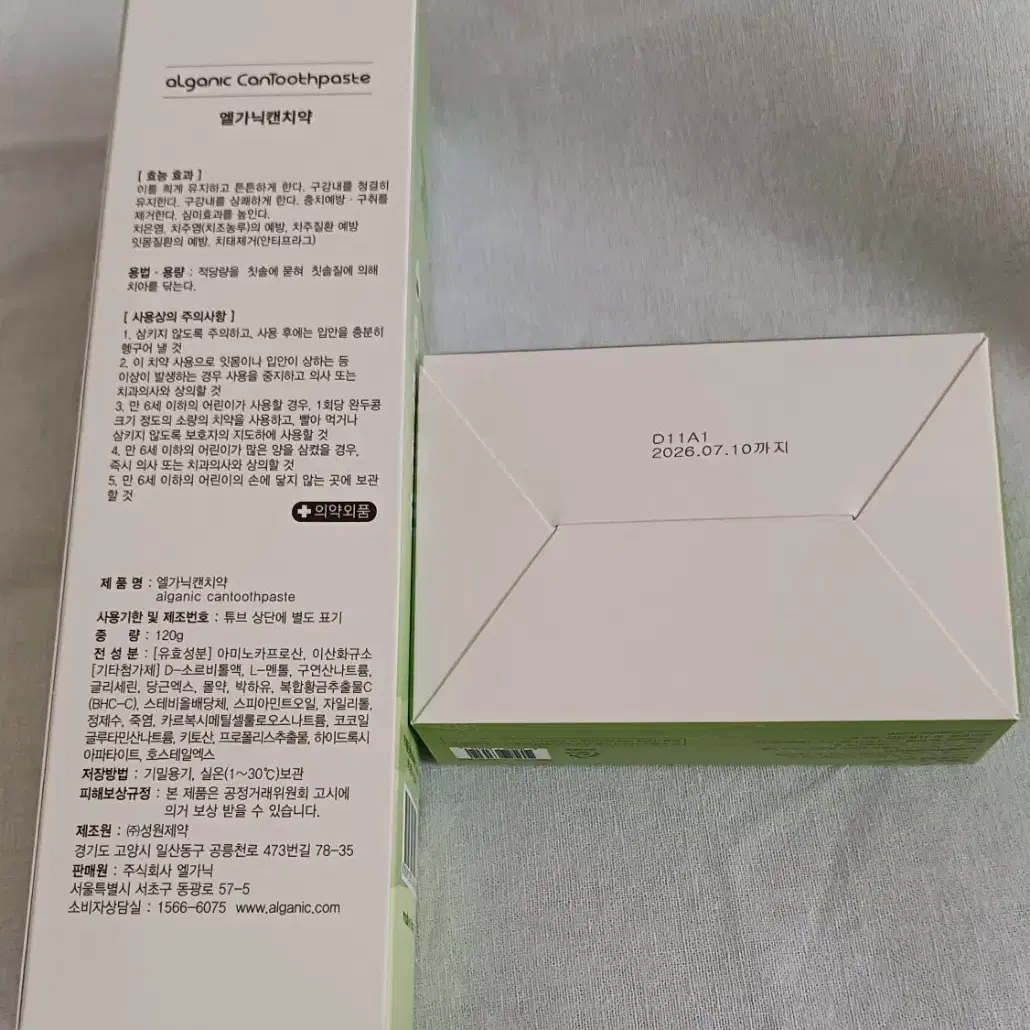 alganic CanToothpaste
엘가닉캔치약
[ 효능 효과 ]
이를 희게 유지하고 튼튼하게 한다. 구강내를 청결히
유지한다. 구강내를 상쾌하게 한다. 충치예방 · 구취를
제거한다. 심미효과를 높인다.
치은염, 치주염(치조농루)의 예방, 치주질환 예방
잇몸질환의 예방, 치태제거(안티프라그)
용법 · 용량 : 적당량을 칫솔에 묻혀 칫솔질에 의해
치아를 닦는다.
[ 사용상의 주의사항 ]
1. 삼키지 않도록 주의하고, 사용 후에는 입안을 충분히
헹구어 낼 것
2. 이 치약 사용으로 잇몸이나 입안이 상하는 등
이상이 발생하는 경우 사용을 중지하고 의사 또는
치과의사와 상의할 것
3. 만 6세 이하의 어린이가 사용할 경우, 1회당 완두콩
크기 정도의 소량의 치약을 사용하고, 빨아 먹거나
삼키지 않도록 보호자의 지도하에 사용할 것
4. 만 6세 이하의 어린이가 많은 양을 삼켰을 경우,
즉시 의사 또는 치과의사와 상의할 것
5. 만 6세 이하의 어린이의 손에 닿지 않는 곳에 보관
할 것
의약외품
제 품 명 : 엘가닉캔치약
alganic cantoothpaste
사용기한 및 제조번호 : 튜브 상단에 별도 표기
중 량 : 120g
전 성 분 : [유효성분] 아미노카프로산, 이산화규소
[기타첨가제] D-소르비톨액, L-멘톨, 구연산나트륨,
글리세린, 당근엑스, 몰약, 박하유, 복합황금추출물C
(BHC-C), 스테비올배당체, 스피아민트오일, 자일리톨,
정제수, 죽염, 카르복시메틸셀룰로오스나트륨, 코코일
글루타민산나트륨, 키토산, 프로폴리스추출물, 하이드록시
아파타이트, 호스테일엑스
저장방법 : 기밀용기, 실온(1~30℃)보관
피해보상규정 : 본 제품은 공정거래위원회 고시에
의거 보상 받을 수 있습니다.
제조원 : ㈜성원제약
경기도 고양시 일산동구 공릉천로 473번길 78-35
판매원 : 주식회사 엘가닉
서울특별시 서초구 동광로 57-5
소비자상담실 : 1566-6075 www.alganic.com
D11A1
2026.07.10까지